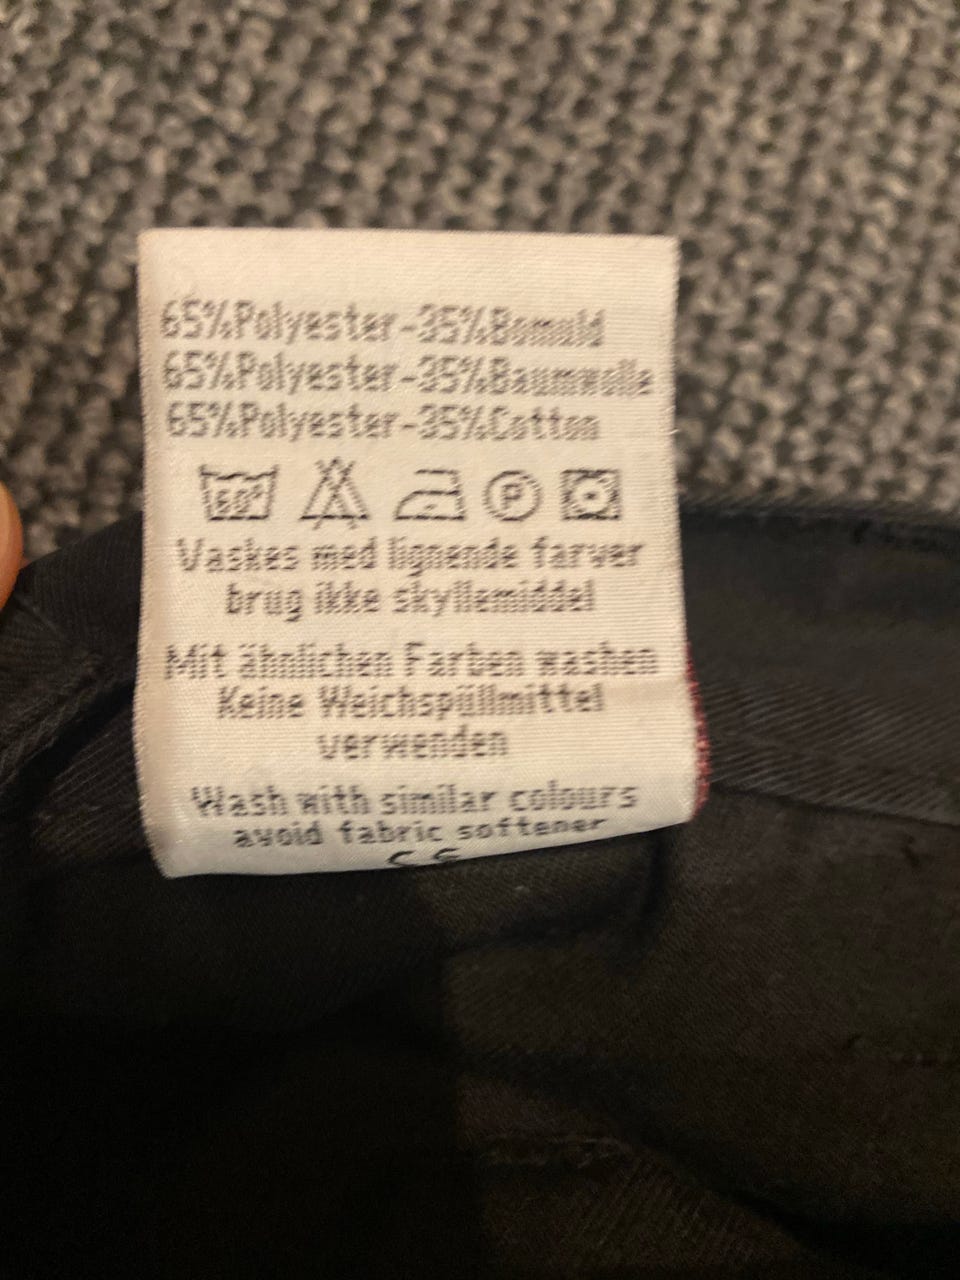 65%Polyester-35%Bomuld
65%Polyester-35%Baumwolle
65%Polyester-35%Cotton
60° P
Vaskes med lignende farver
brug ikke skyllemiddel
Mit ähnlichen Farben washen
Keine Weichspüllmittel
verwenden
Wash with similar colours
avoid fabric softener